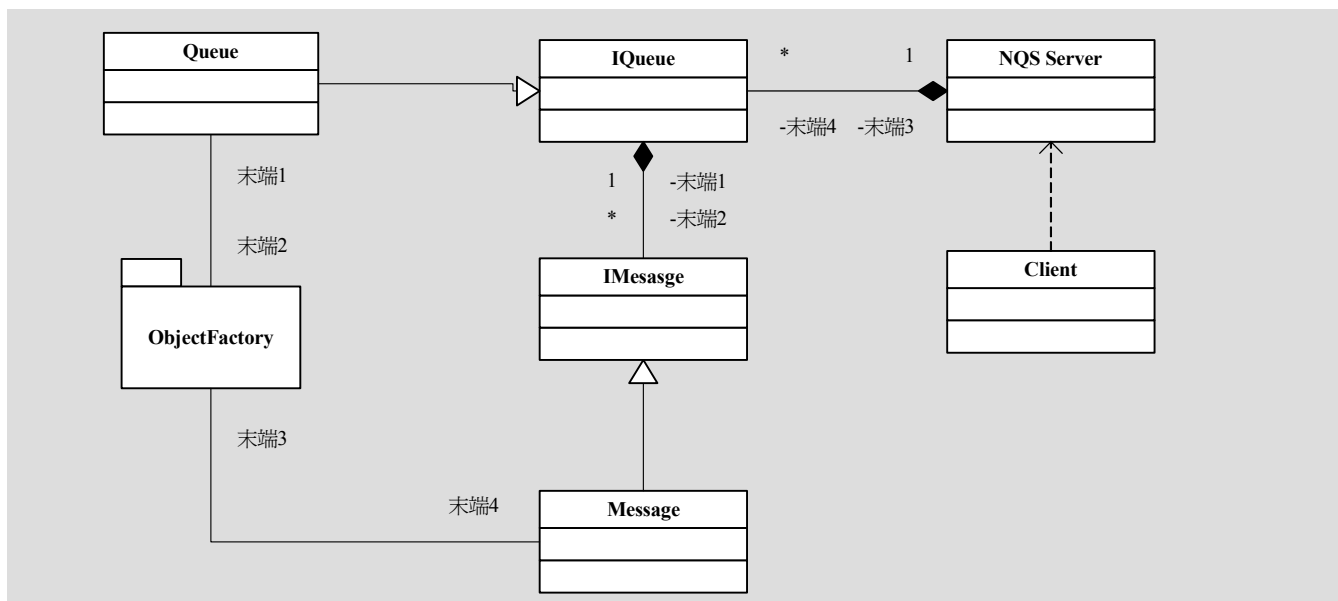 Queue
IQueue
* 1
NQS Server
-末端4 -末端3
末端1
1 -末端1
* -末端2
末端2
IMesasge
Client
ObjectFactory
末端3
末端4
Message